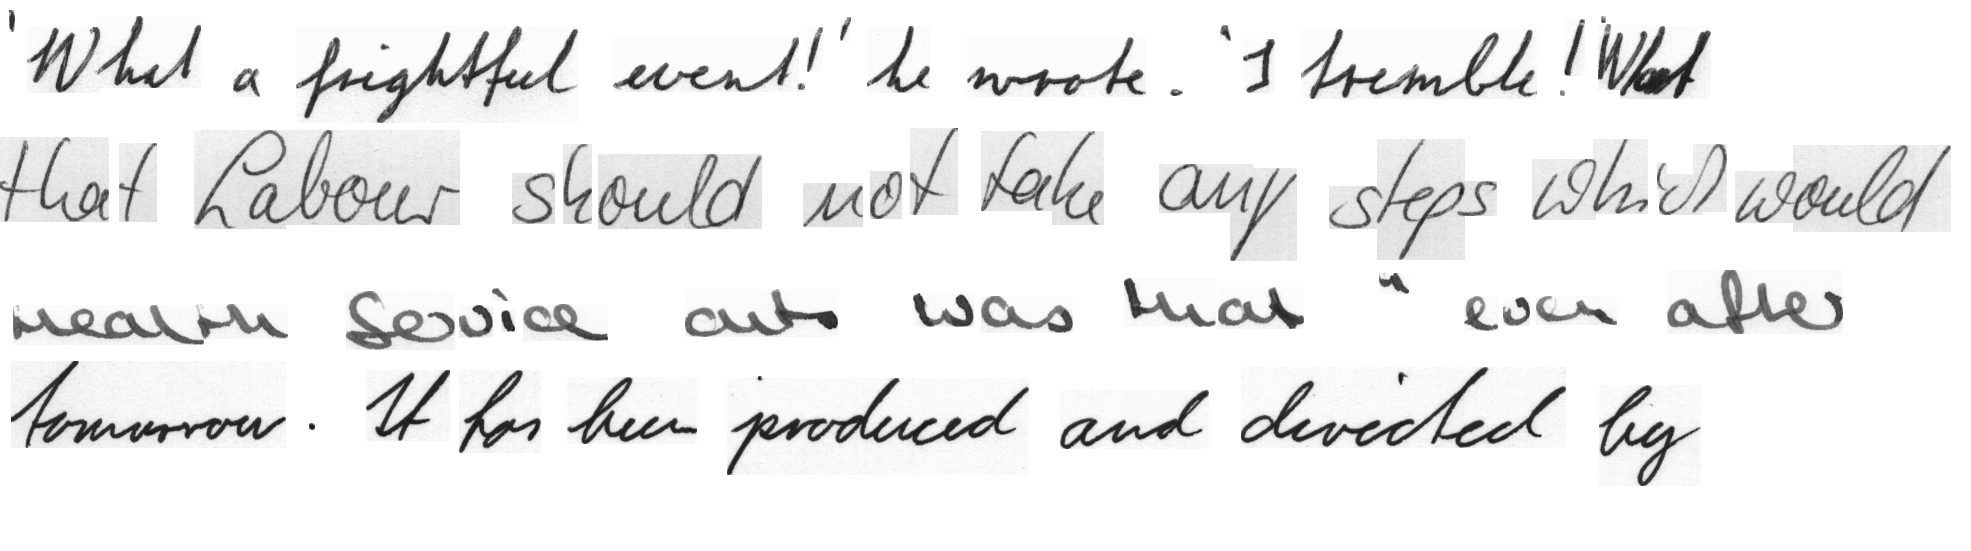 'What a frightful event!' he wrote. 'I tremble! What
that Labour should not take any steps which would
Health Service cuts was that " even after
tomorrow. It has been produced and directed by